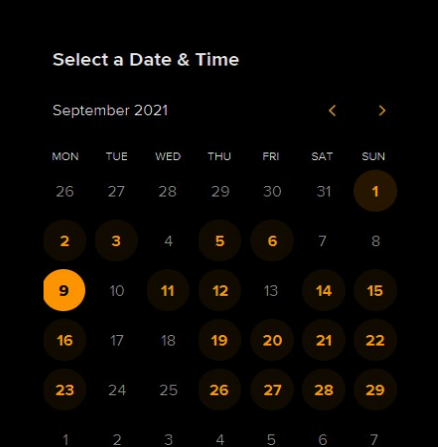 Select a Date & Time
September 2021
MON TUE WED THU FRI SAT SUN
26 27 28 29 30 31 1
2 3 4 5 6 7 8
9 10 11 12 13 14 15
16 17 18 19 20 21 22
23 24 25 26 27 28 29
1 2 3 4 5 6 7